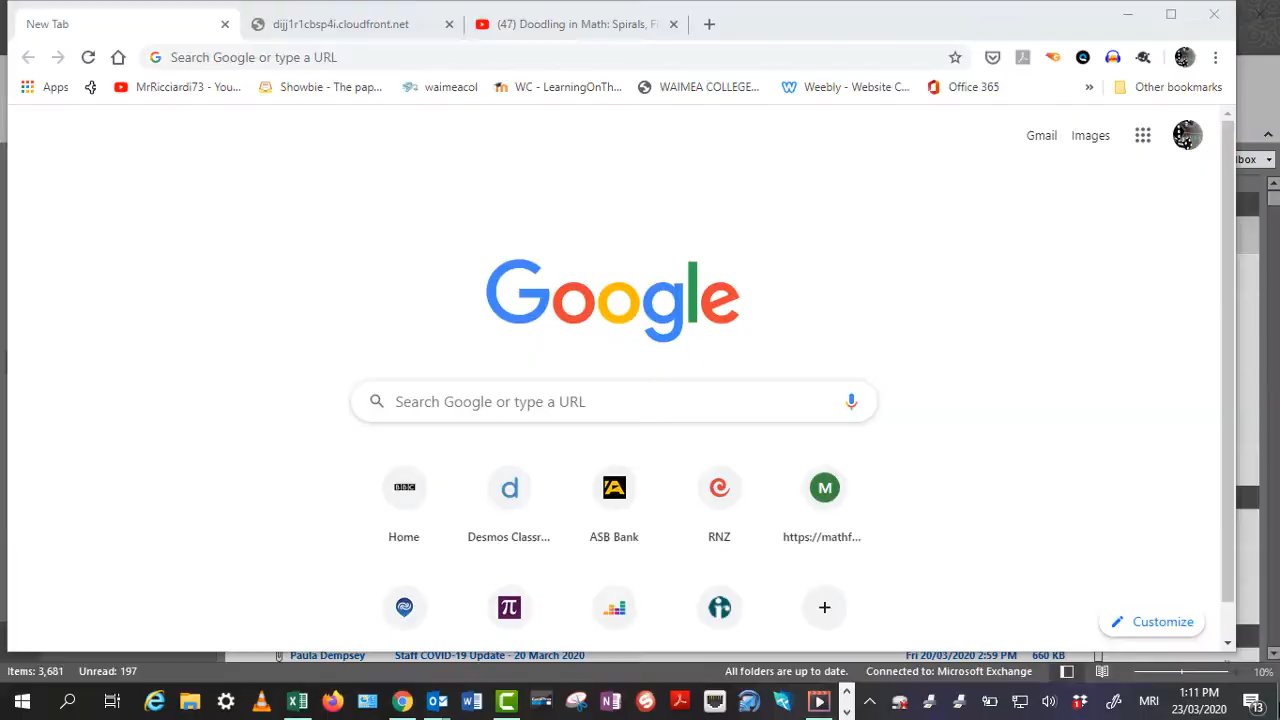 New Tab
dijj1r1cbsp4i.cloudfront.net
(47) Doodling in Math: Spirals, F
Search Google or type a URL
Apps
MrRicciardi73 - You...
Showbie - The pap...
waimeacol
WC - LearningOnTh...
WAIMEA COLLEGE...
Weebly - Website C...
Office 365
»
Other bookmarks
Gmail
Images
box
Google
Search Google or type a URL
BBC
M
Home
Desmos Classr...
ASB Bank
RNZ
https://mathf...
π
Customize
Paula Dempsey
Staff COVID-19 Update - 20 March 2020
Fri 20/03/2020 2:59 PM
660 KB
Items: 3,681
Unread: 197
All folders are up to date.
Connected to: Microsoft Exchange
10%
MRI
1:11 PM
23/03/2020
13